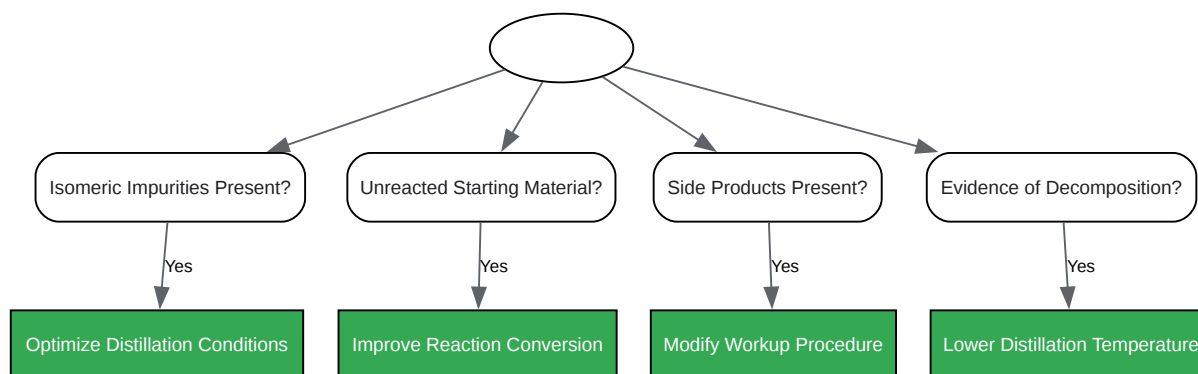 Isomeric Impurities Present?
Unreacted Starting Material?
Side Products Present?
Evidence of Decomposition?
Yes
Yes
Yes
Yes
Optimize Distillation Conditions
Improve Reaction Conversion
Modify Workup Procedure
Lower Distillation Temperature